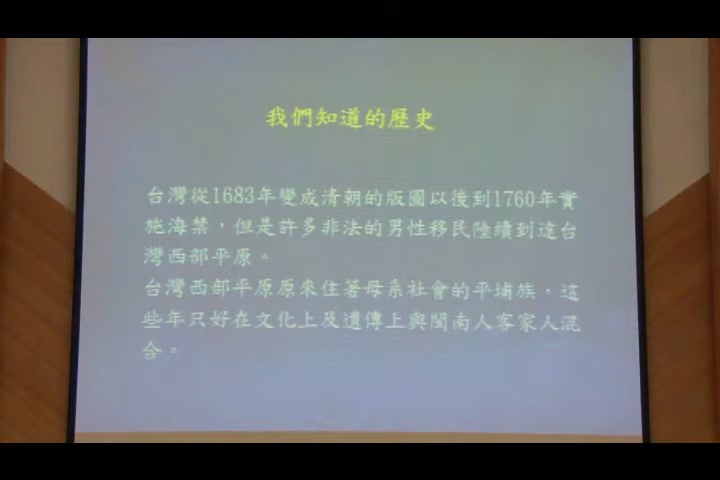 我們知道的歷史
台灣從1683年變成清朝的版圖以後到1760年實
施海禁，但是許多非法的男性移民陸續到達台
灣西部平原。
台灣西部平原原來住著母系社會的平埔族，這
些年只好在文化上及遺傳上與閩南人客家人混
合。